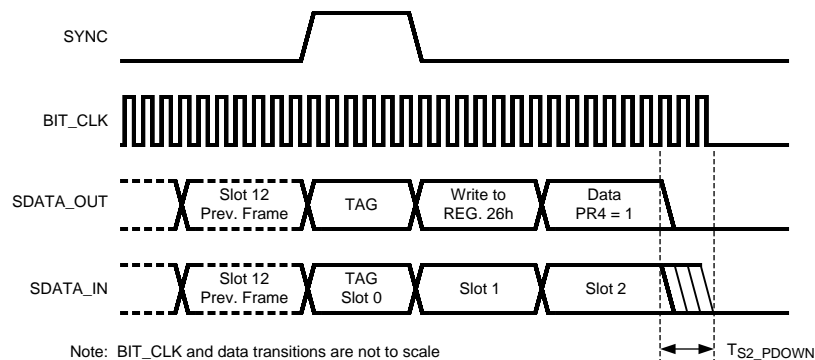 SYNC
BIT_CLK
SDATA_OUT
Slot 12
Prev. Frame
TAG
Write to
REG. 26h
Data
PR4 = 1
SDATA_IN
Slot 12
Prev. Frame
TAG
Slot 0
Slot 1
Slot 2
Note: BIT_CLK and data transitions are not to scale
TS2_PDOWN